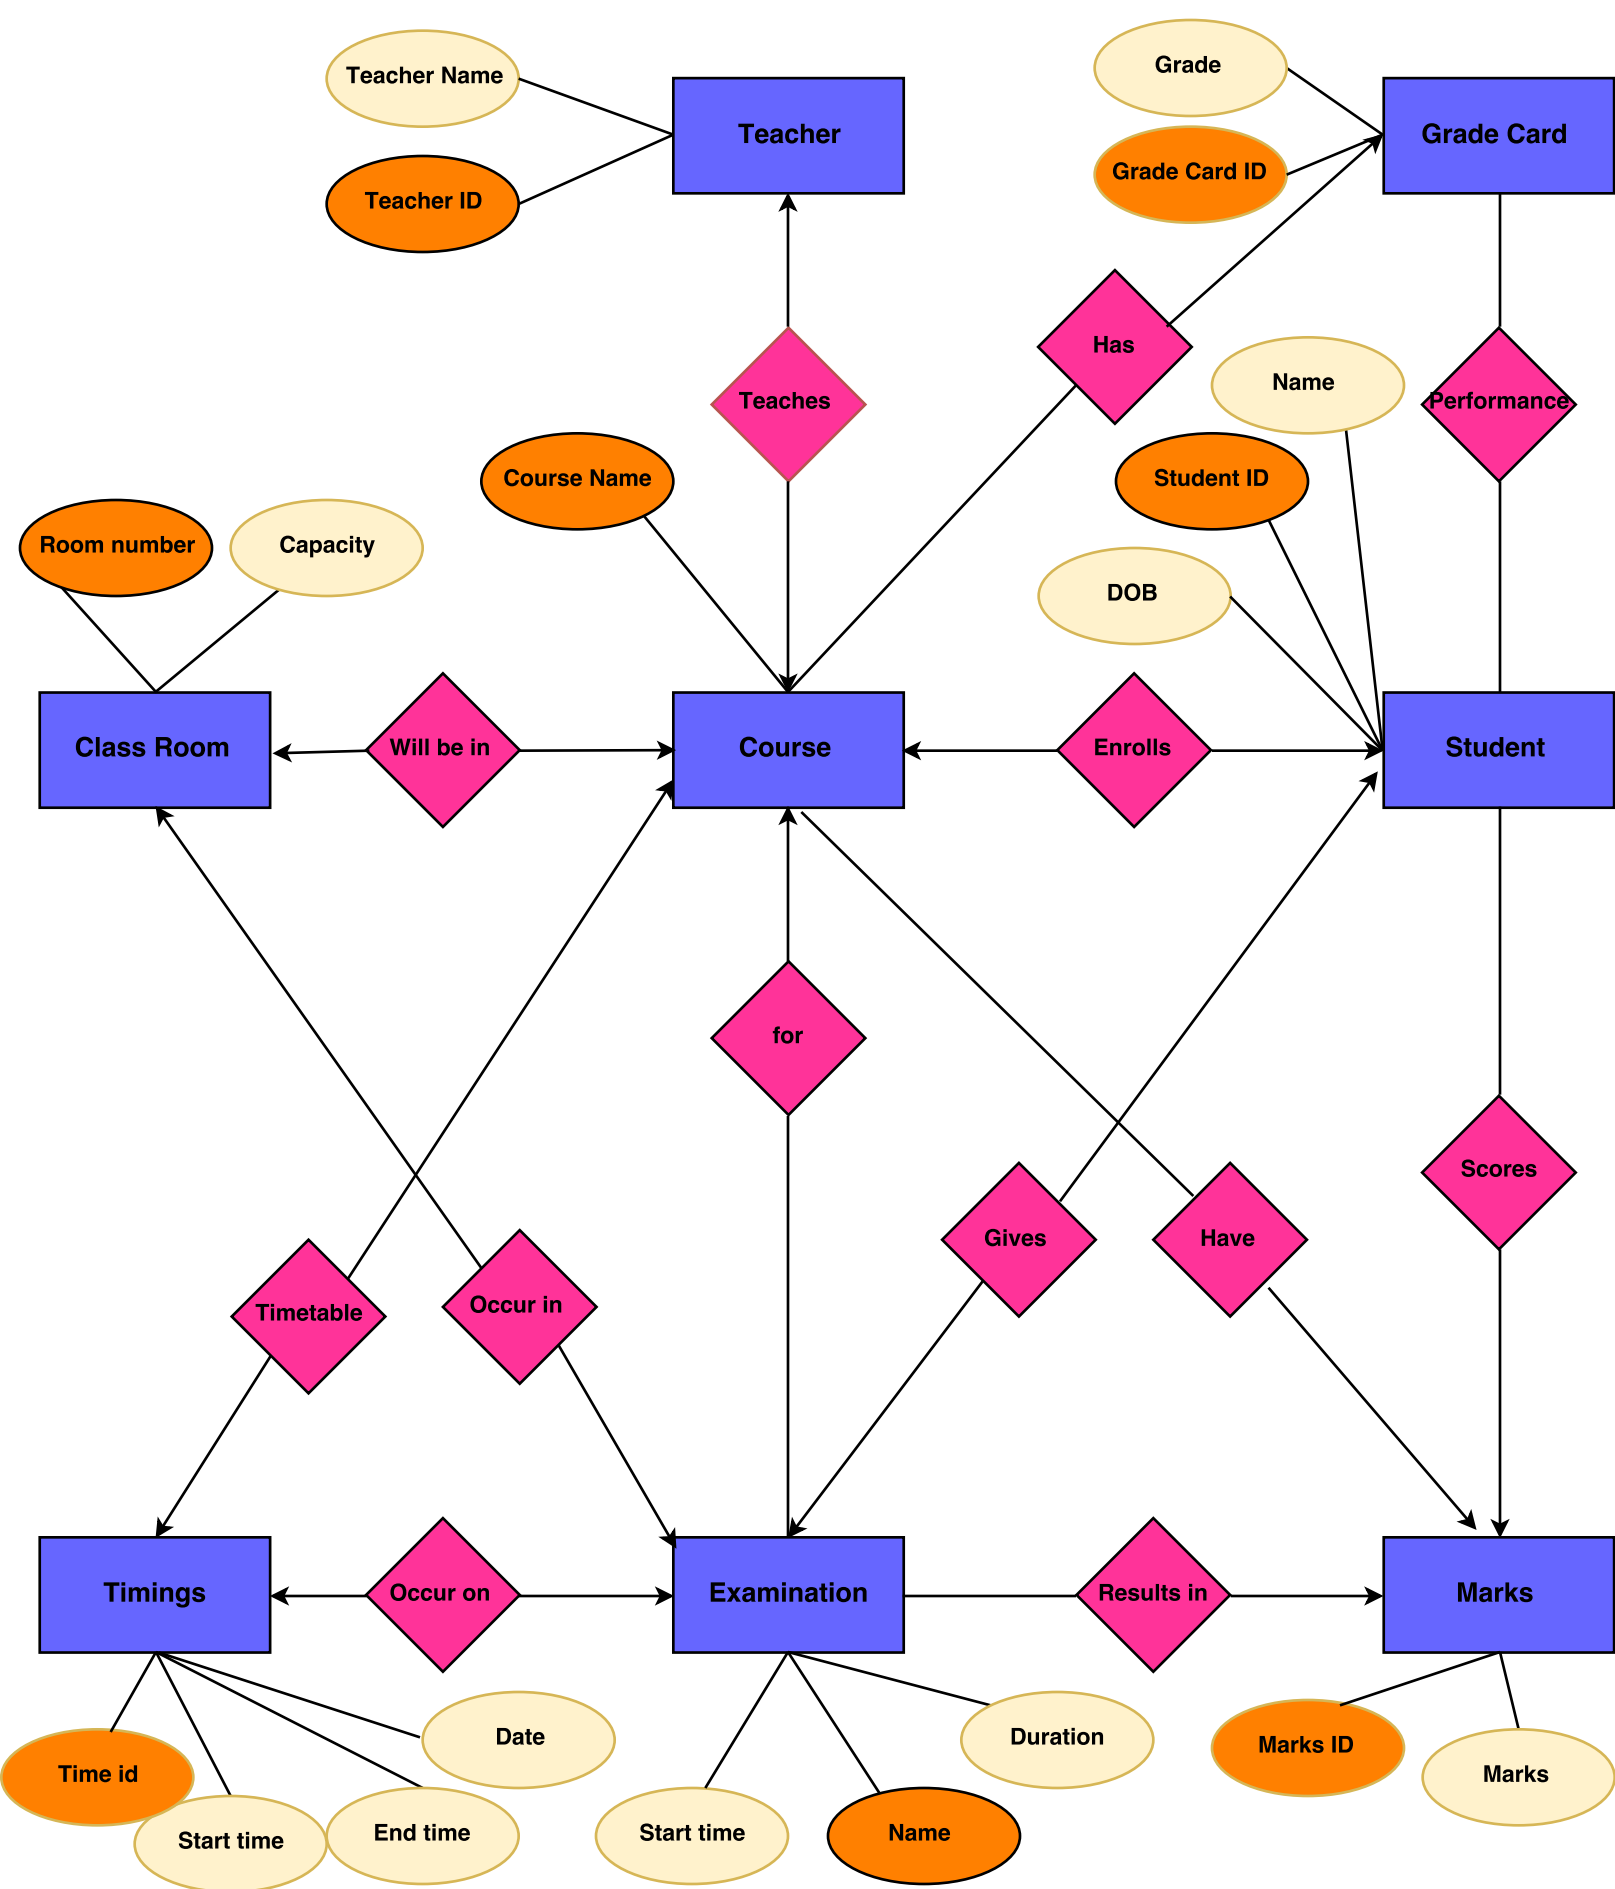 Grade
Teacher Name
Teacher
Grade Card
Grade Card ID
Teacher ID
Has
Name
Teaches
Performance
Course Name
Student ID
Room number
Capacity
DOB
Class Room
Will be in
Course
Enrolls
Student
for
Scores
Gives
Have
Timetable
Occur in
Timings
Occur on
Examination
Results in
Marks
Date
Duration
Marks ID
Time id
Marks
Start time
End time
Start time
Name